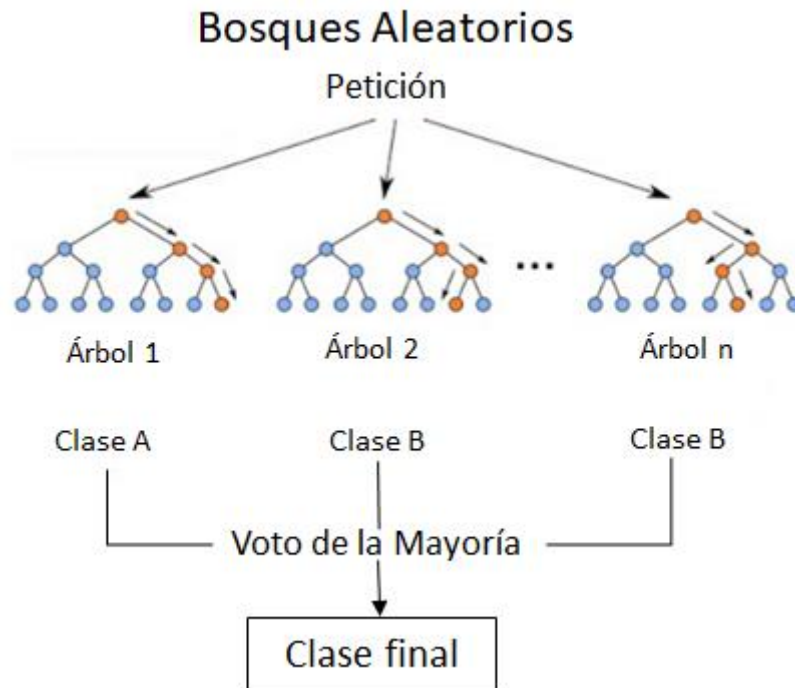 Bosques Aleatorios
Petición
...
Árbol 1
Árbol 2
Árbol n
Clase A
Clase B
Clase B
Voto de la Mayoría
Clase final